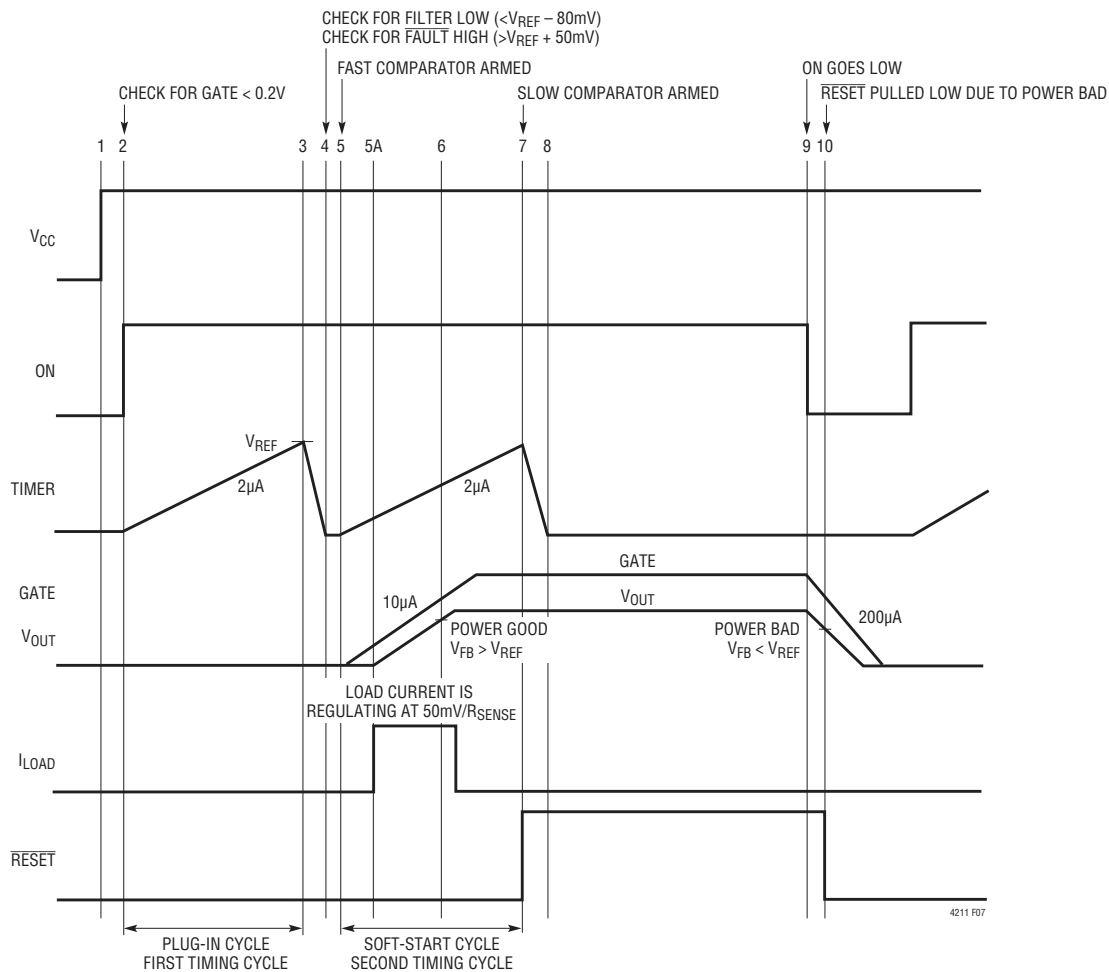 CHECK FOR FILTER LOW (<VREF – 80mV)
CHECK FOR FAULT HIGH (>VREF + 50mV)
FAST COMPARATOR ARMED
ON GOES LOW
CHECK FOR GATE < 0.2V
SLOW COMPARATOR ARMED
RESET PULLED LOW DUE TO POWER BAD
1 2 3 4 5 5A 6 7 8 9 10
VCC
ON
VREF
TIMER
2µA
2µA
GATE
GATE
10µA
VOUT
200µA
VOUT
POWER GOOD
VFB > VREF
POWER BAD
VFB < VREF
LOAD CURRENT IS
REGULATING AT 50mV/RSENSE
ILOAD
RESET
4211 F07
PLUG-IN CYCLE
FIRST TIMING CYCLE
SOFT-START CYCLE
SECOND TIMING CYCLE